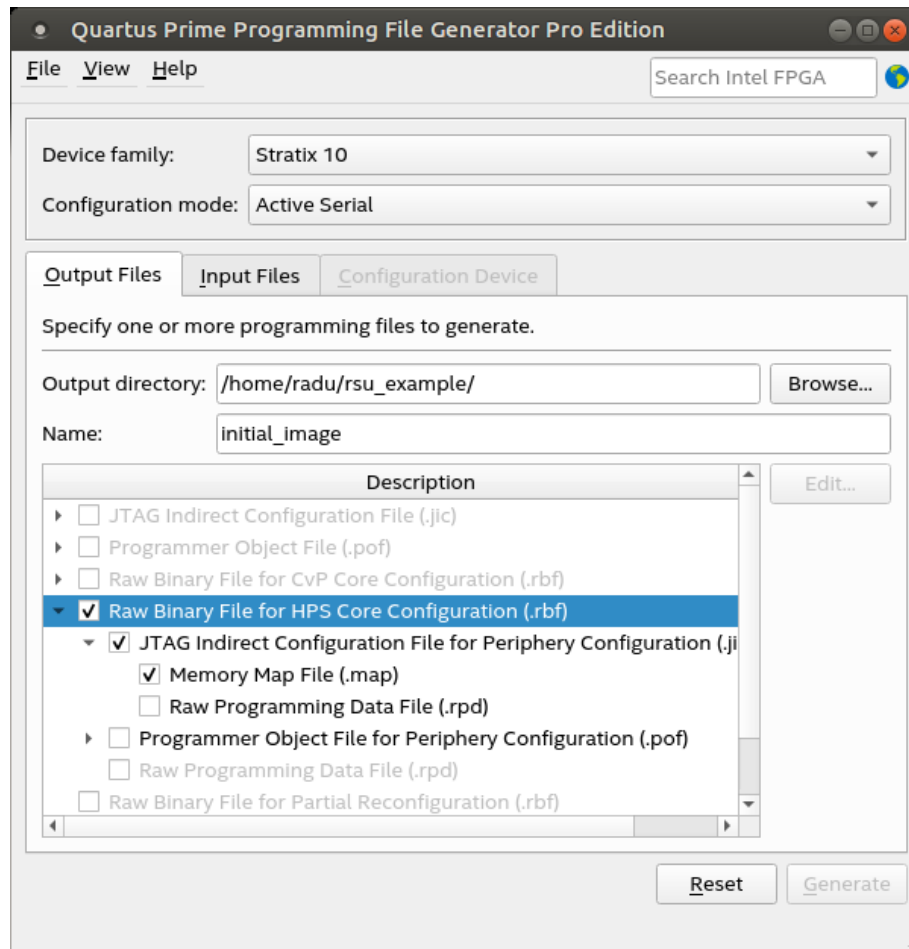 Quartus Prime Programming File Generator Pro Edition
File View Help
Search Intel FPGA
Device family: Stratix 10
Configuration mode: Active Serial
Output Files Input Files Configuration Device
Specify one or more programming files to generate.
Output directory: /home/radu/rsu_example/ Browse...
Name: initial_image
Description Edit...
JTAG Indirect Configuration File (.jic)
Programmer Object File (.pof)
Raw Binary File for CvP Core Configuration (.rbf)
Raw Binary File for HPS Core Configuration (.rbf)
JTAG Indirect Configuration File for Periphery Configuration (.ji
Memory Map File (.map)
Raw Programming Data File (.rpd)
Programmer Object File for Periphery Configuration (.pof)
Raw Programming Data File (.rpd)
Raw Binary File for Partial Reconfiguration (.rbf)
Reset Generate